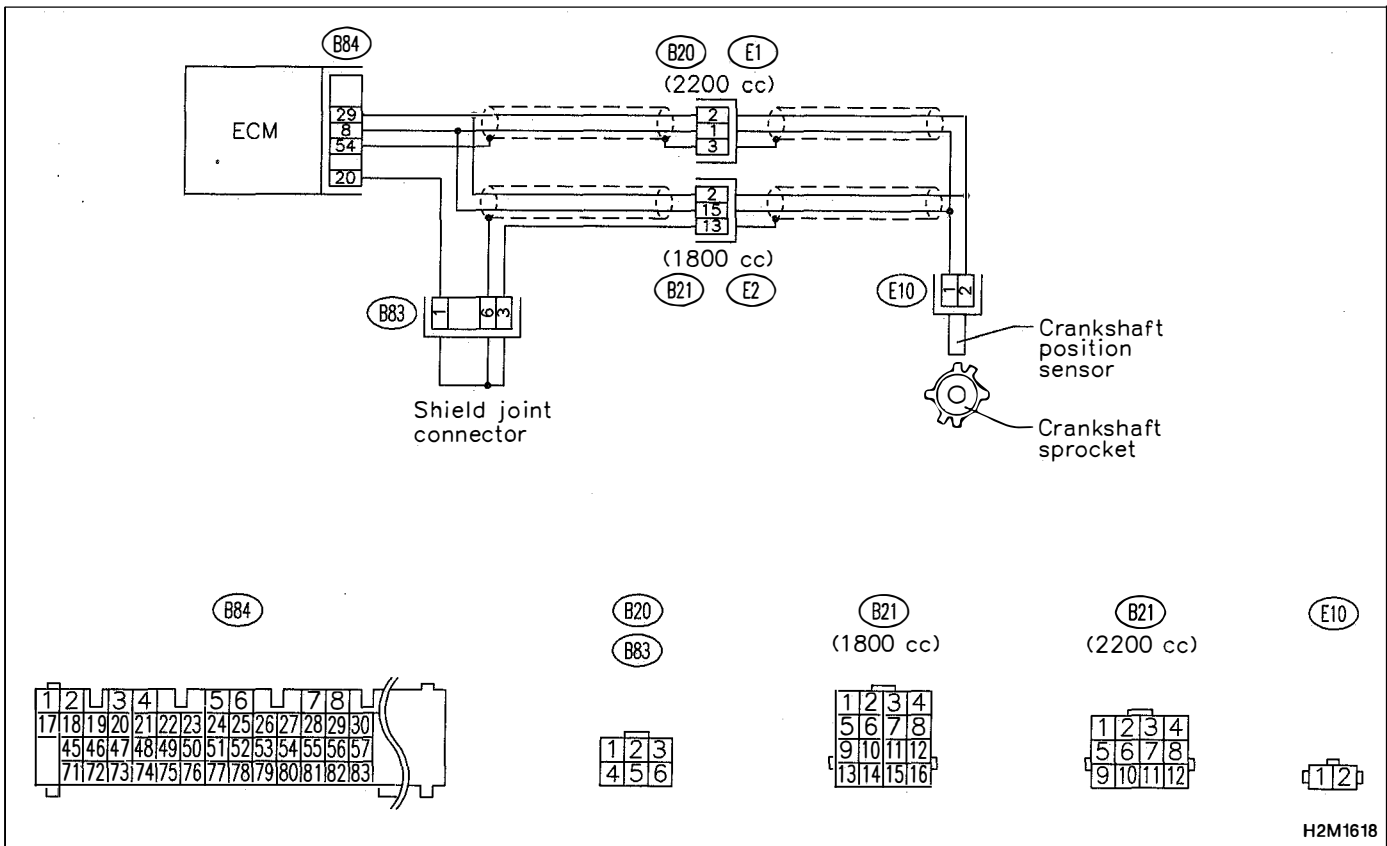 B84
B20 E1
(2200 cc)
ECM
29
8
54
20
2
1
3
2
15
13
(1800 cc)
B21 E2
B83
1 6 3
E10
1 2
Shield joint
connector
Crankshaft
position
sensor
Crankshaft
sprocket
B84
1 2 3 4 5 6 7 8
17 18 19 20 21 22 23 24 25 26 27 28 29 30
45 46 47 48 49 50 51 52 53 54 55 56 57
71 72 73 74 75 76 77 78 79 80 81 82 83
B20
B83
1 2 3
4 5 6
B21
(1800 cc)
1 2 3 4
5 6 7 8
9 10 11 12
13 14 15 16
B21
(2200 cc)
1 2 3 4
5 6 7 8
9 10 11 12
E10
1 2
H2M1618